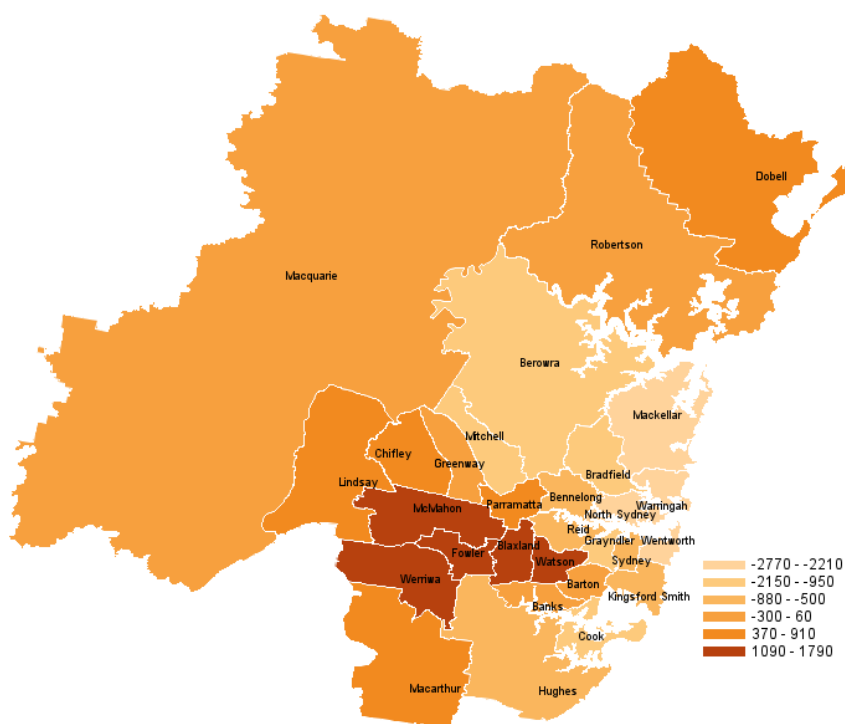 Dobell
Robertson
Macquarie
Berowra
Mackellar
Mitchell
Chifley
Greenway
Bradfield
Lindsay
Bennelong
McMahon
Parramatta
Warringah
North Sydney
Reid
Blaxland
Grayndler
Wentworth
Fowler
Watson
Sydney
Werriwa
Barton
Kingsford Smith
Banks
Cook
Macarthur
Hughes
-2770 - -2210
-2150 - -950
-880 - -500
-300 - 60
370 - 910
1090 - 1790